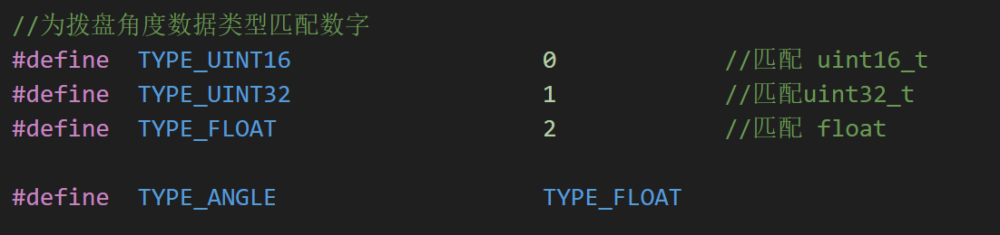 //为拨盘角度数据类型匹配数字
#define  TYPE_UINT16                  0            //匹配 uint16_t
#define  TYPE_UINT32                  1            //匹配uint32_t
#define  TYPE_FLOAT                   2            //匹配 float
#define  TYPE_ANGLE                   TYPE_FLOAT